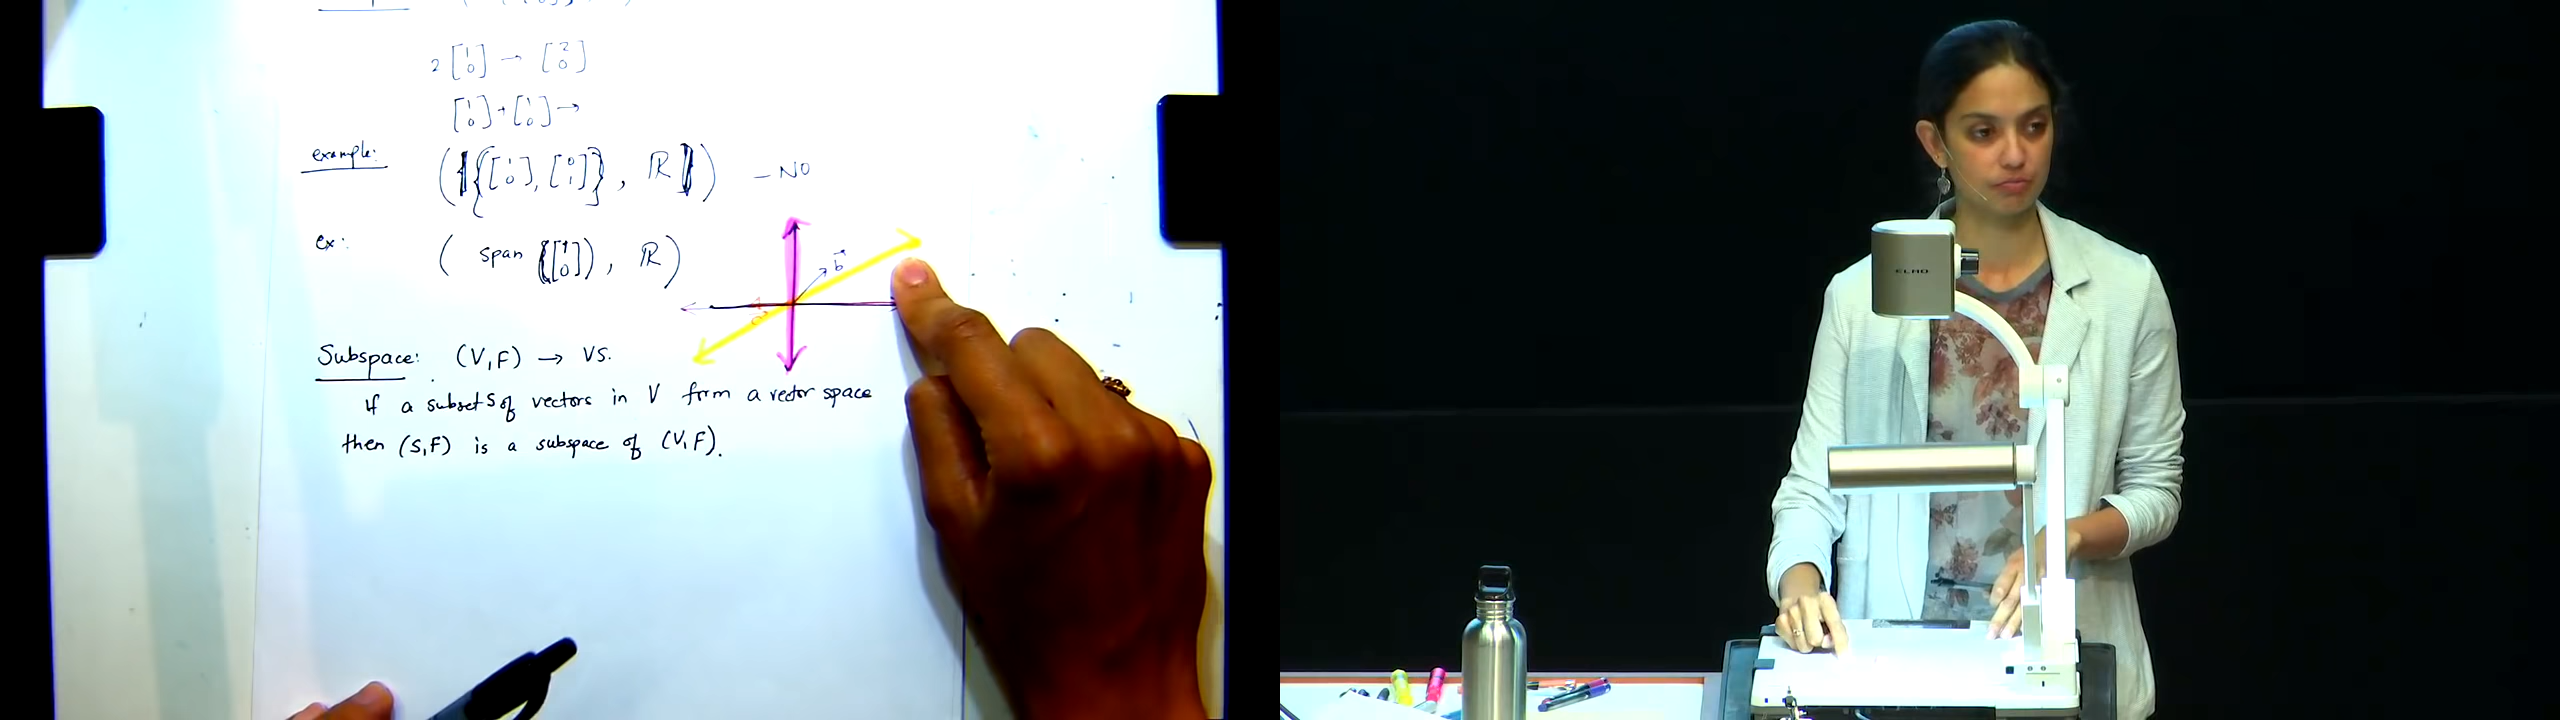 2 [1 0] → [2 0]
[1 0] + [1 0] →
example: ({[1 0], [0 1]}, ℝ) — NO
ex: (span ([1 0]), ℝ)
b⃗
Subspace: (V, F) → VS.
If a subset S of vectors in V form a vector space
then (S, F) is a subspace of (V, F).
ELMO